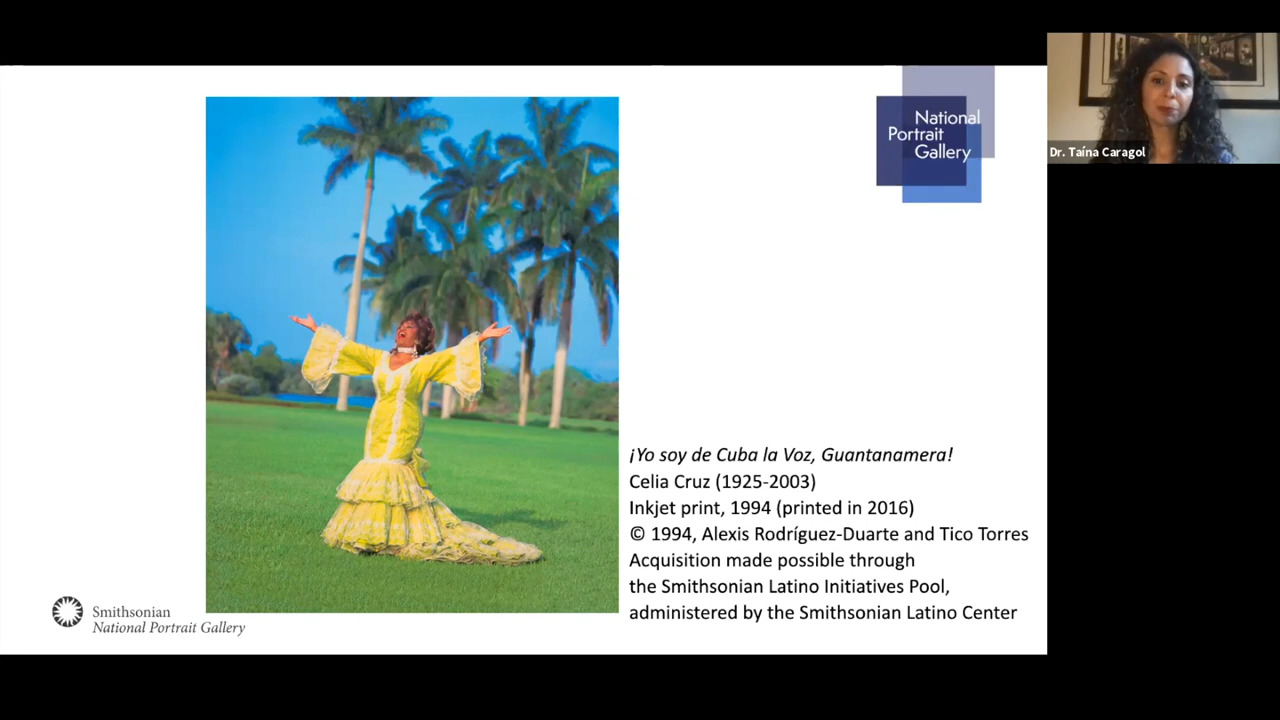 National
Portrait
Gallery
Dr. Taína Caragol
¡Yo soy de Cuba la Voz, Guantanamera!
Celia Cruz (1925-2003)
Inkjet print, 1994 (printed in 2016)
© 1994, Alexis Rodríguez-Duarte and Tico Torres
Acquisition made possible through
the Smithsonian Latino Initiatives Pool,
administered by the Smithsonian Latino Center
Smithsonian
National Portrait Gallery